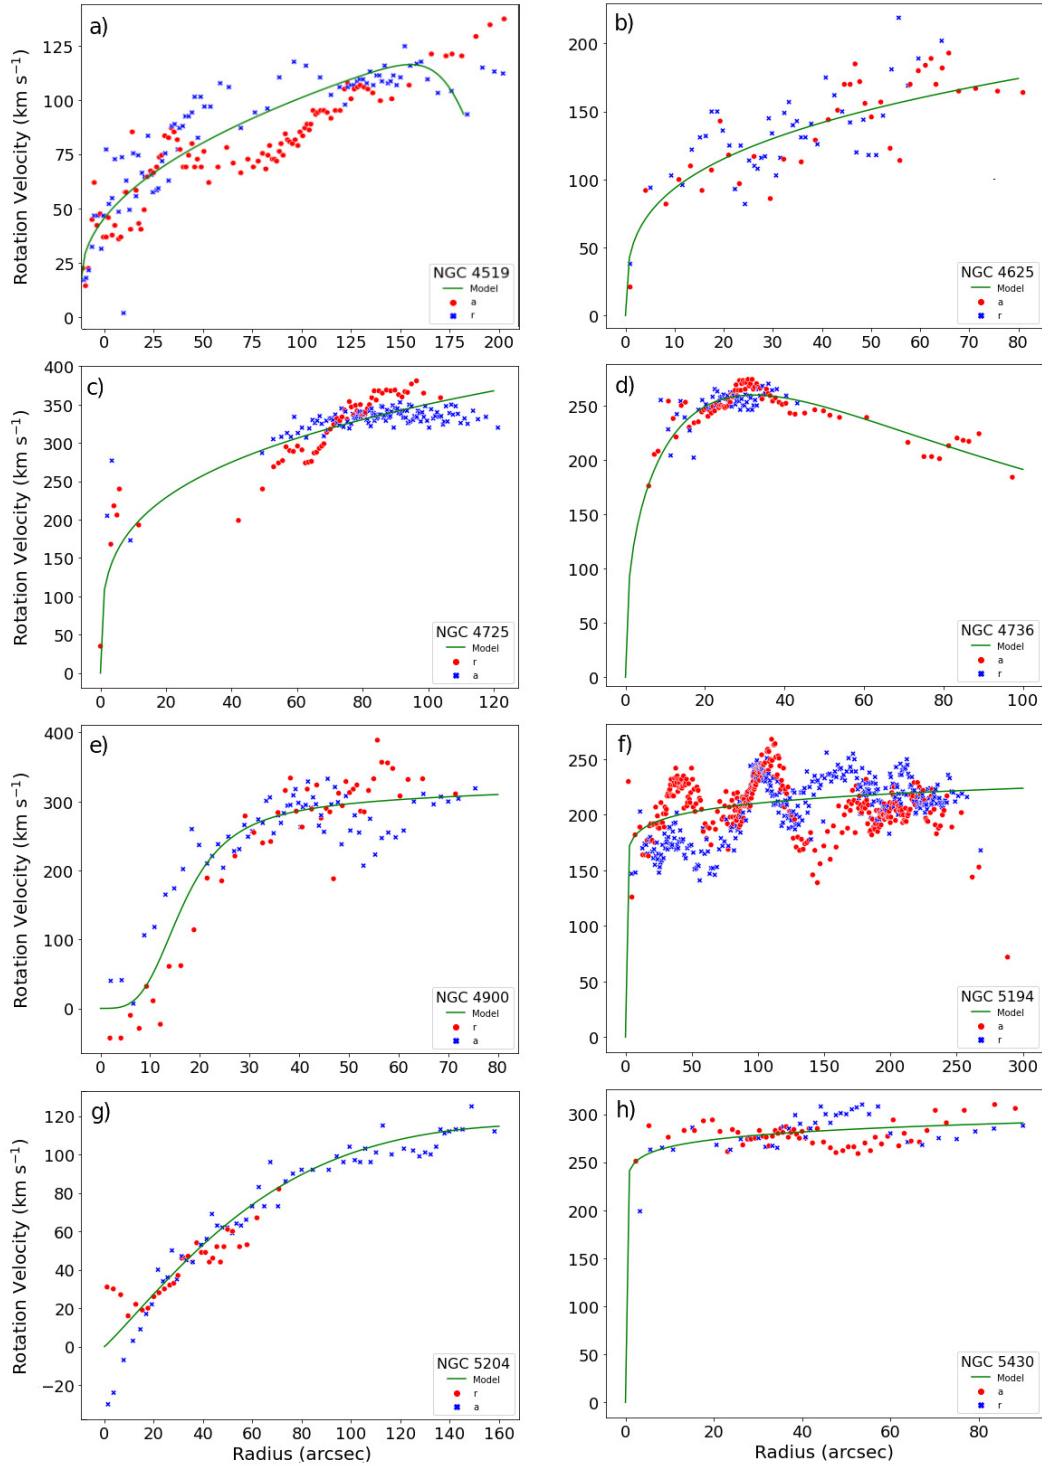 a)
Rotation Velocity (km s⁻¹)
125
100
75
50
25
0
NGC 4519
Model
a
r
0 25 50 75 100 125 150 175 200
b)
200
150
100
50
0
NGC 4625
Model
a
r
0 10 20 30 40 50 60 70 80
c)
Rotation Velocity (km s⁻¹)
400
350
300
250
200
150
100
50
0
NGC 4725
Model
r
a
0 20 40 60 80 100 120
d)
250
200
150
100
50
0
NGC 4736
Model
a
r
0 20 40 60 80 100
e)
Rotation Velocity (km s⁻¹)
400
300
200
100
0
NGC 4900
Model
r
a
0 10 20 30 40 50 60 70 80
f)
250
200
150
100
50
0
NGC 5194
Model
a
r
0 50 100 150 200 250 300
g)
Rotation Velocity (km s⁻¹)
120
100
80
60
40
20
0
−20
NGC 5204
Model
r
a
0 20 40 60 80 100 120 140 160
Radius (arcsec)
h)
300
250
200
150
100
50
0
NGC 5430
Model
a
r
0 20 40 60 80
Radius (arcsec)